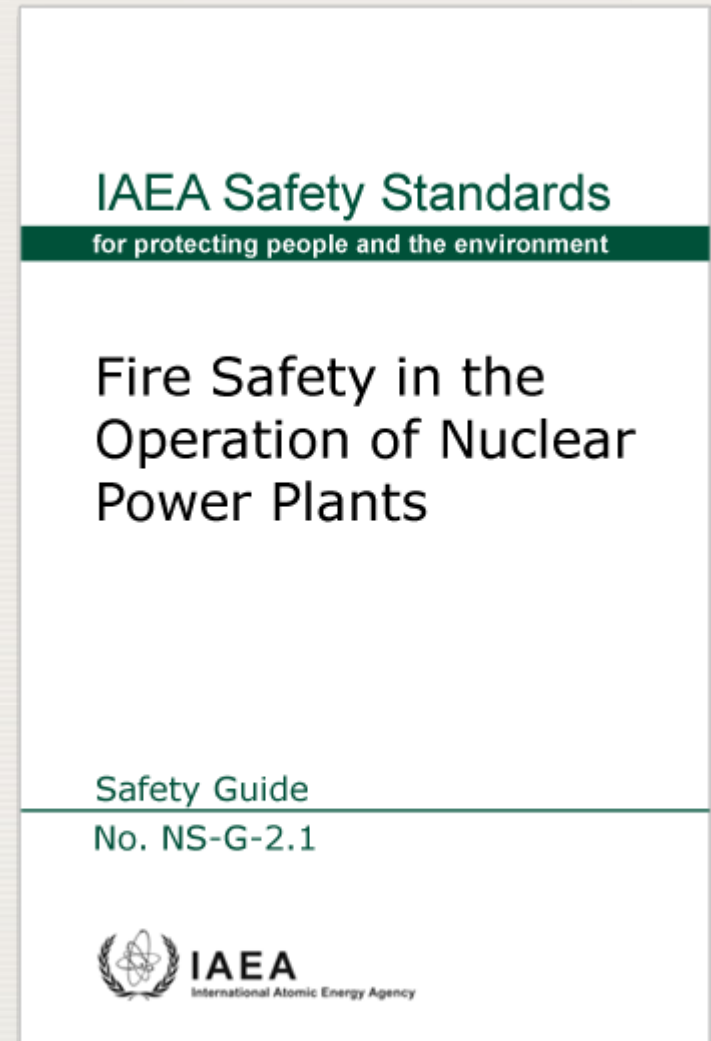 IAEA Safety Standards
for protecting people and the environment
Fire Safety in the
Operation of Nuclear
Power Plants
Safety Guide
No. NS-G-2.1
IAEA
International Atomic Energy Agency